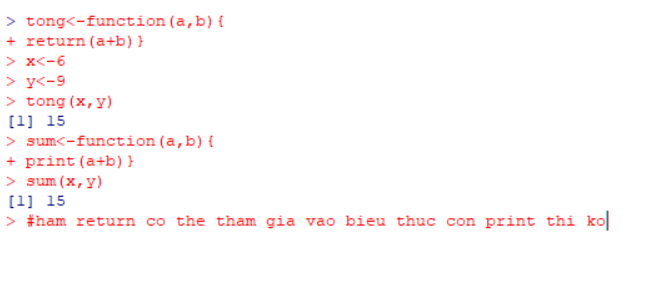 > tong<-function(a,b){
+ return(a+b)}
> x<-6
> y<-9
> tong(x,y)
[1] 15
> sum<-function(a,b){
+ print(a+b)}
> sum(x,y)
[1] 15
> #ham return co the tham gia vao bieu thuc con print thi ko